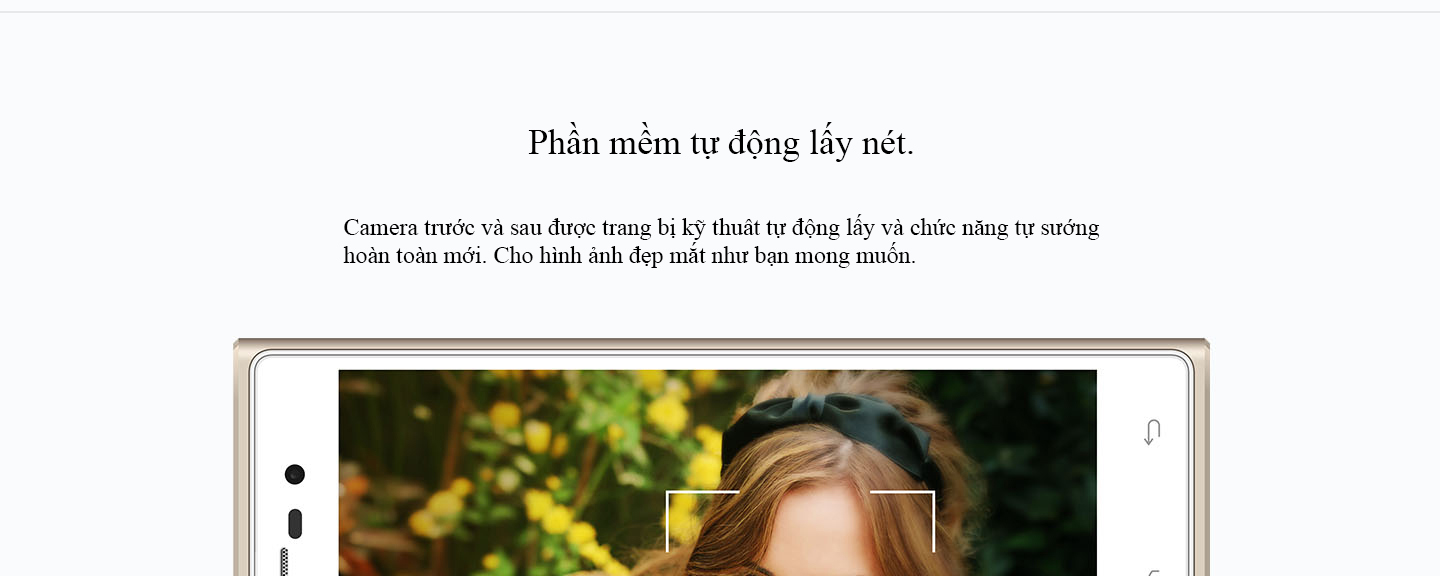 Phần mềm tự động lấy nét.
Camera trước và sau được trang bị kỹ thuât tự động lấy và chức năng tự sướng
hoàn toàn mới. Cho hình ảnh đẹp mắt như bạn mong muốn.